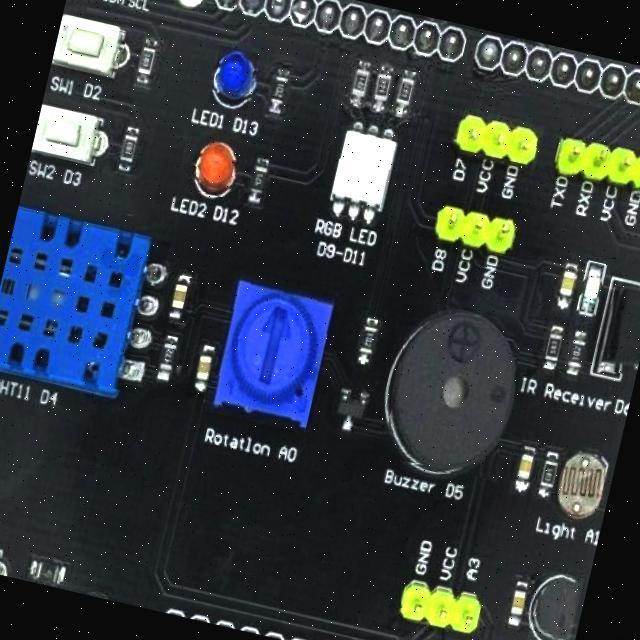 SCL
SW1 D2
LED1 D13
SW2 D3
LED2 D12
RGB LED
D9-D11
D7
VCC
GND
TXD
RXD
VCC
GND
D8
VCC
GND
HT11 D4
Rotation A0
Buzzer D5
IR Receiver
Light A1
GND
VCC
A3